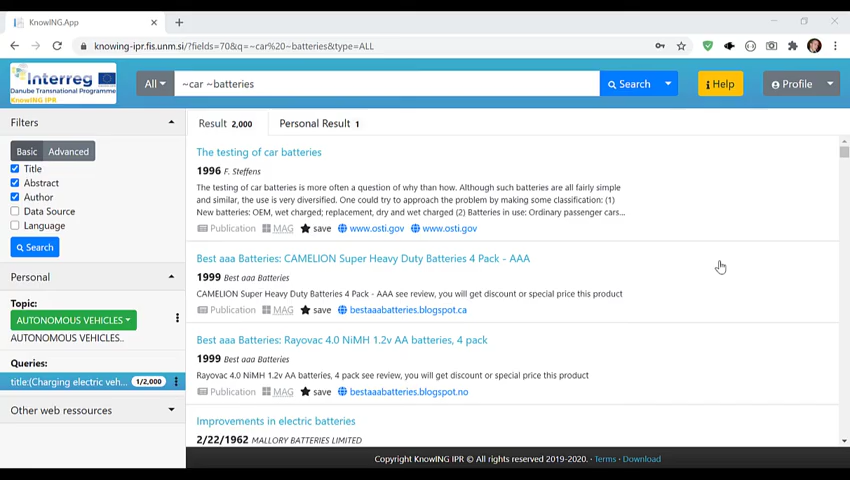 KnowING.App
knowing-ipr.fis.unm.si/?fields=70&q=~car%20~batteries&type=ALL
Interreg
Danube Transnational Programme
KnowING IPR
All
~car ~batteries
Search
Help
Profile
Filters
Basic Advanced
Title
Abstract
Author
Data Source
Language
Search
Personal
Topic:
AUTONOMOUS VEHICLES
AUTONOMOUS VEHICLES..
Queries:
title:(Charging electric veh... 1/2,000
Other web ressources
Result 2,000 Personal Result 1
The testing of car batteries
1996 F. Steffens
The testing of car batteries is more often a question of why than how. Although such batteries are all fairly simple
and similar, the use is very diversified. One could try to approach the problem by making some classification: (1)
New batteries: OEM, wet charged; replacement, dry and wet charged (2) Batteries in use: Ordinary passenger cars...
Publication MAG save www.osti.gov www.osti.gov
Best aaa Batteries: CAMELION Super Heavy Duty Batteries 4 Pack - AAA
1999 Best aaa Batteries
CAMELION Super Heavy Duty Batteries 4 Pack - AAA see review, you will get discount or special price this product
Publication MAG save bestaaabatteries.blogspot.ca
Best aaa Batteries: Rayovac 4.0 NiMH 1.2v AA batteries, 4 pack
1999 Best aaa Batteries
Rayovac 4.0 NiMH 1.2v AA batteries, 4 pack see review, you will get discount or special price this product
Publication MAG save bestaaabatteries.blogspot.no
Improvements in electric batteries
2/22/1962 MALLORY BATTERIES LIMITED
Copyright KnowING IPR © All rights reserved 2019-2020. · Terms · Download